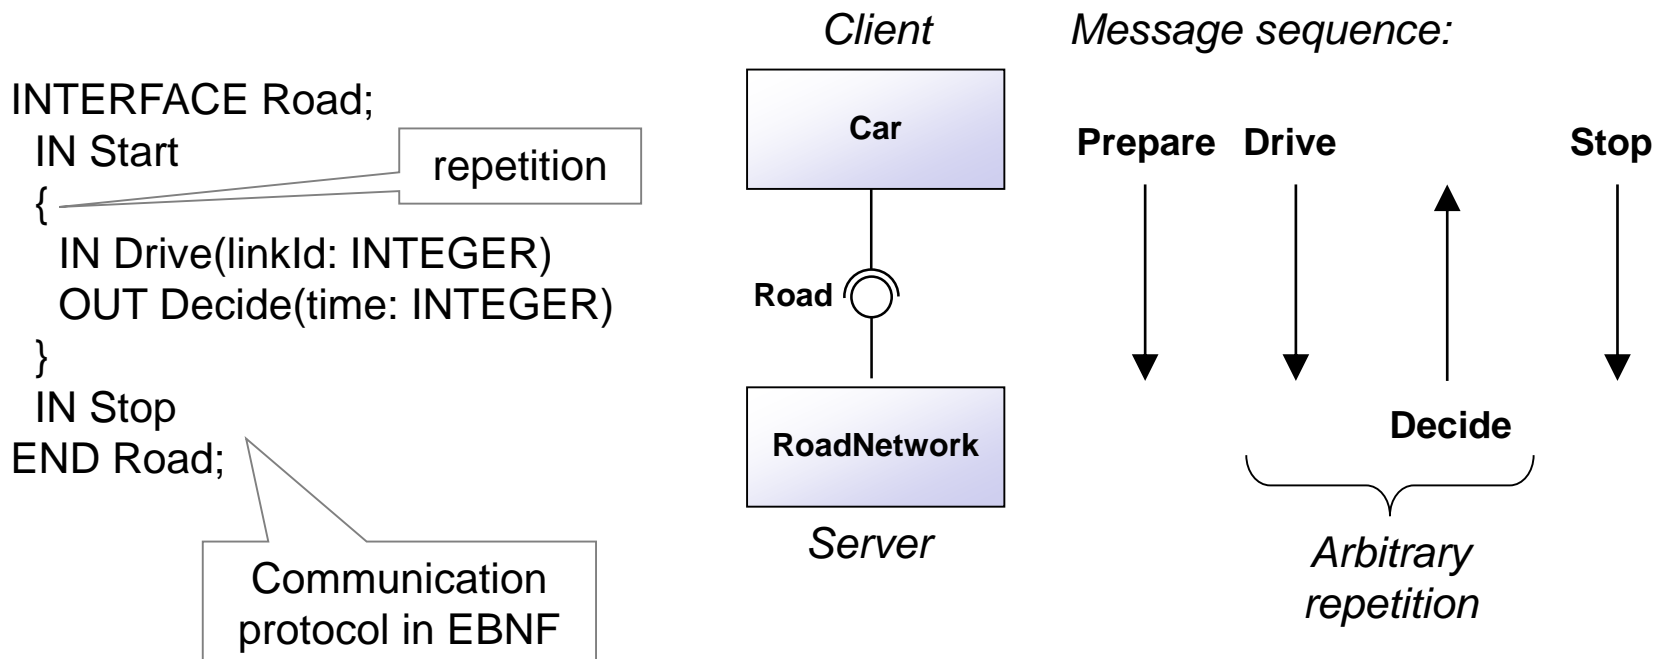 INTERFACE Road;
IN Start
{
IN Drive(linkId: INTEGER)
OUT Decide(time: INTEGER)
}
IN Stop
END Road;
repetition
Communication
protocol in EBNF
Client
Car
Road
RoadNetwork
Server
Message sequence:
Prepare Drive Stop
Decide
Arbitrary
repetition